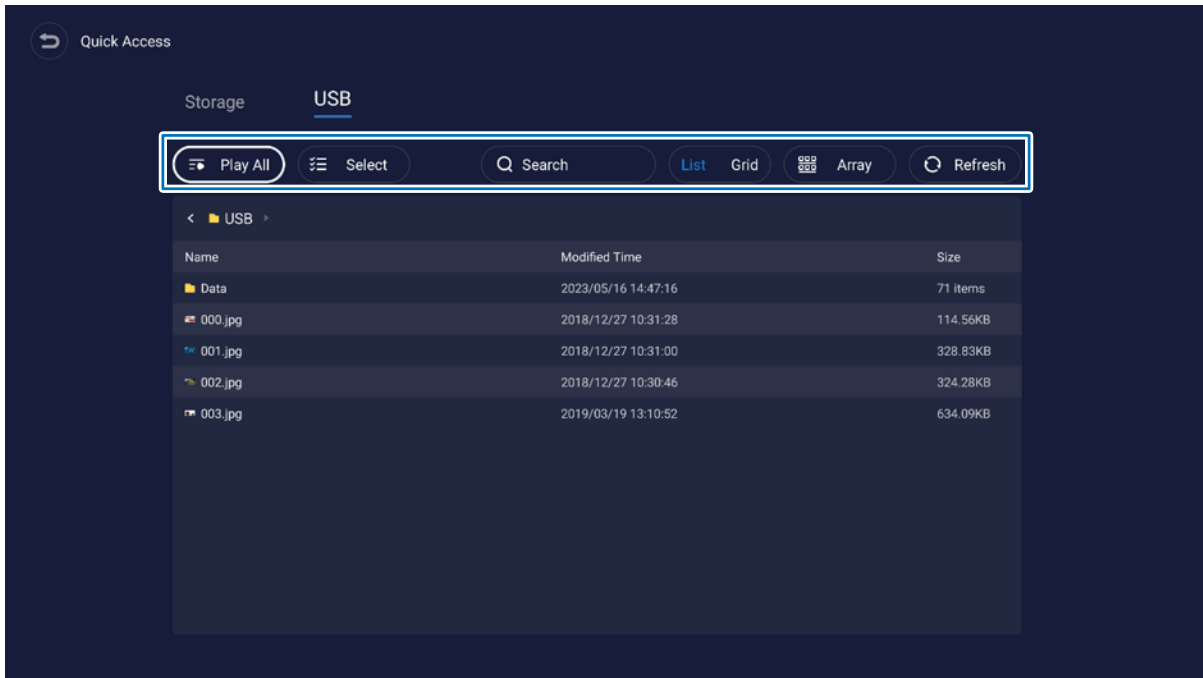 Quick Access
Storage USB
Play All Select Search List Grid Array Refresh
USB
Name Modified Time Size
Data 2023/05/16 14:47:16 71 items
000.jpg 2018/12/27 10:31:28 114.56KB
001.jpg 2018/12/27 10:31:00 328.83KB
002.jpg 2018/12/27 10:30:46 324.28KB
003.jpg 2019/03/19 13:10:52 634.09KB